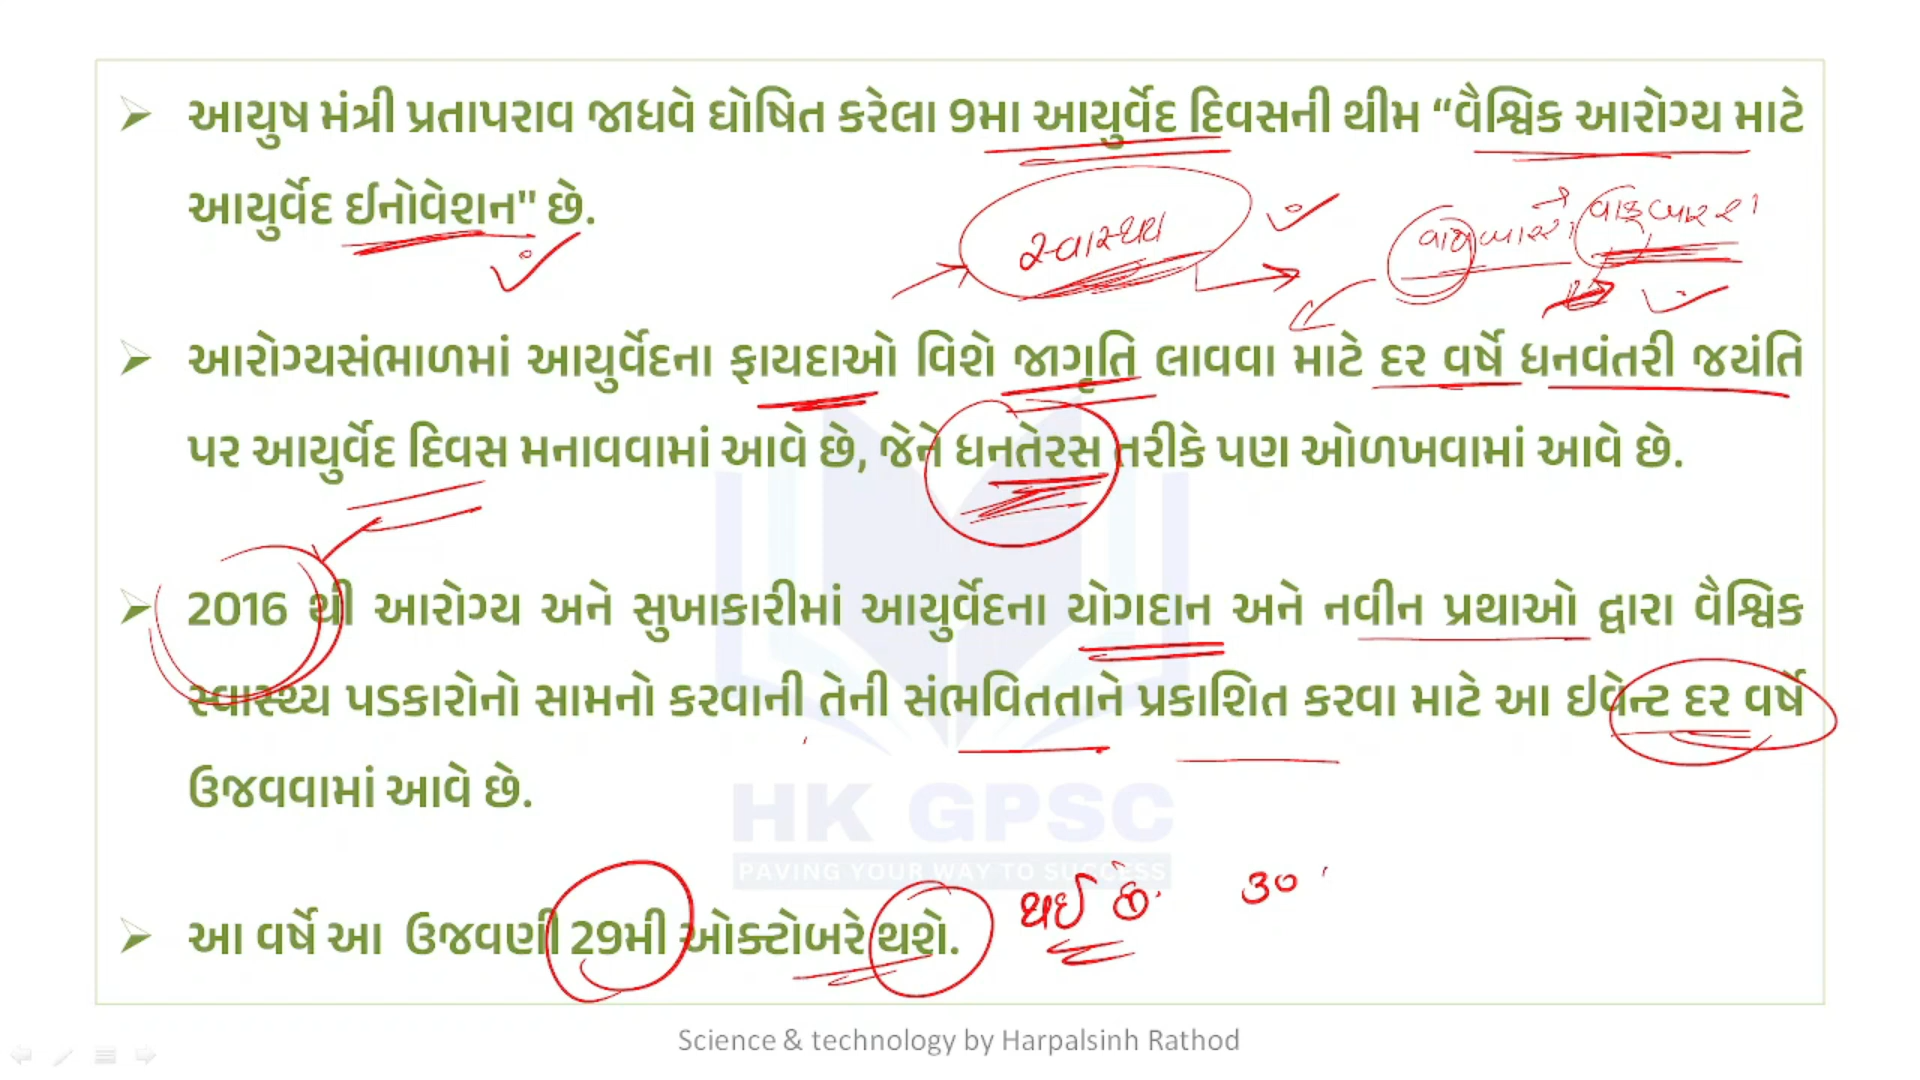 ➢ આયુષ મંત્રી પ્રતાપરાવ જાધવે ઘોષિત કરેલા 9મા આયુર્વેદ દિવસની થીમ “વૈશ્વિક આરોગ્ય માટે
આયુર્વેદ ઈનોવેશન" છે.
સ્વાસ્થ્ય
➢ આરોગ્યસંભાળમાં આયુર્વેદના ફાયદાઓ વિશે જાગૃતિ લાવવા માટે દર વર્ષે ધનવંતરી જયંતિ
પર આયુર્વેદ દિવસ મનાવવામાં આવે છે, જેને ધનતેરસ તરીકે પણ ઓળખવામાં આવે છે.
➢ 2016 થી આરોગ્ય અને સુખાકારીમાં આયુર્વેદના યોગદાન અને નવીન પ્રથાઓ દ્વારા વૈશ્વિક
સ્વાસ્થ્ય પડકારોનો સામનો કરવાની તેની સંભવિતતાને પ્રકાશિત કરવા માટે આ ઇવેન્ટ દર વર્ષે
ઉજવવામાં આવે છે.
HK GPSC
PAVING YOUR WAY TO SUCCESS
➢ આ વર્ષે આ ઉજવણી 29મી ઓક્ટોબરે થશે. થઈ છે. ૩૦
Science & technology by Harpalsinh Rathod